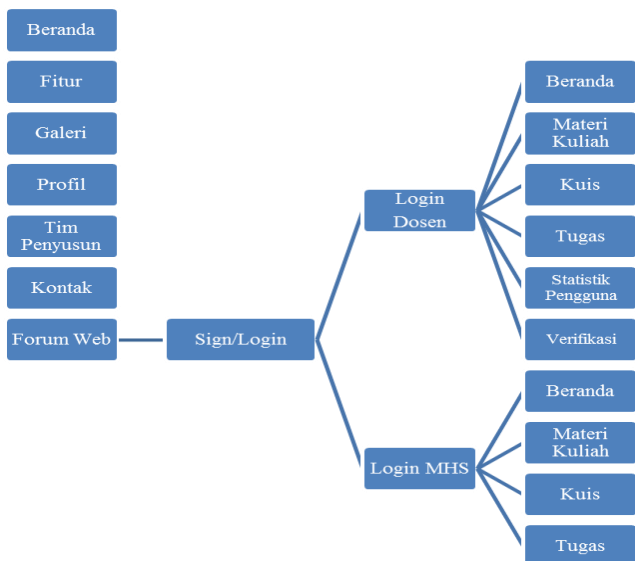 Beranda
Fitur
Galeri
Profil
Tim
Penyusun
Kontak
Forum Web
Sign/Login
Login
Dosen
Beranda
Materi
Kuliah
Kuis
Tugas
Statistik
Pengguna
Verifikasi
Login MHS
Beranda
Materi
Kuliah
Kuis
Tugas